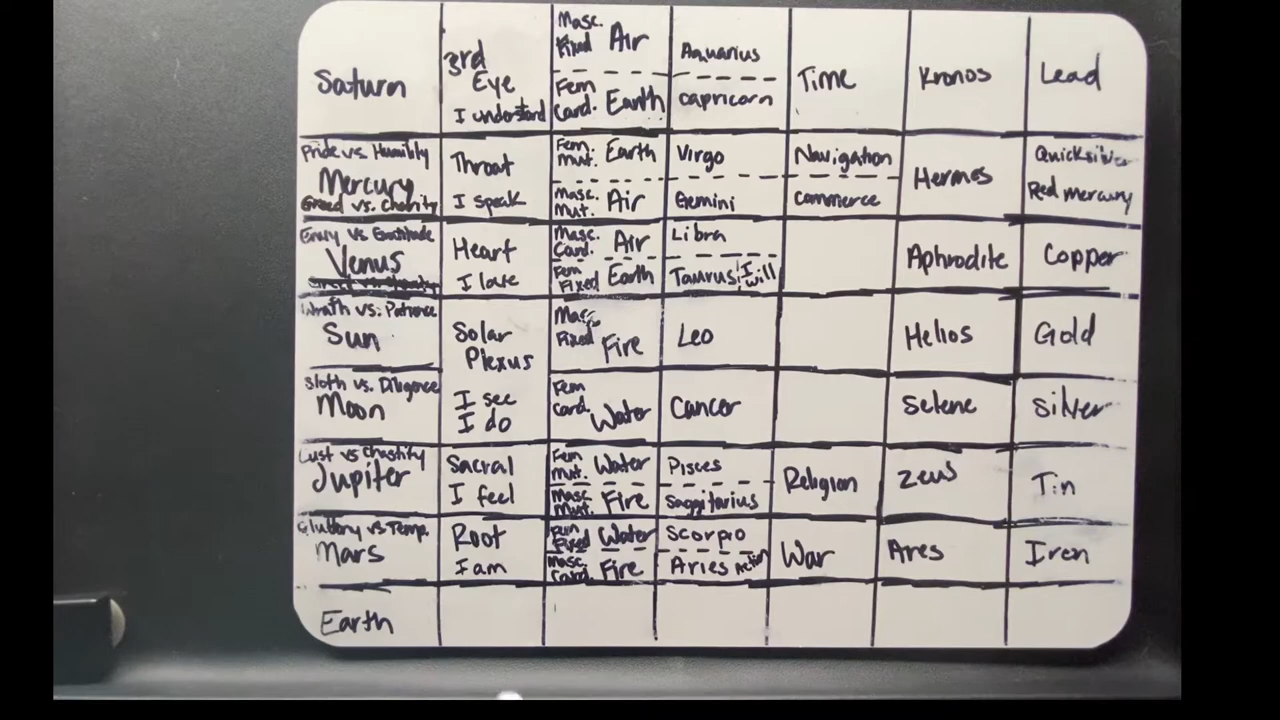 Saturn
3rd
Eye
I understand
Masc.
Fixed Air
Fem
Card. Earth
Aquarius
Capricorn
Time
Kronos
Lead
Pride vs. Humility
Mercury
Greed vs. Charity
Throat
I speak
Fem
Mut. Earth
Masc.
Mut. Air
Virgo
Gemini
Navigation
Commerce
Hermes
Quicksilver
Red mercury
Envy vs Gratitude
Venus
Heart
I love
Masc.
Card. Air
Fem
Fixed Earth
Libra
Taurus I will
Aphrodite
Copper
Wrath vs. Patience
Sun
Solar
Plexus
Masc.
Fixed
Fire
Leo
Helios
Gold
Sloth vs. Diligence
Moon
I see
I do
Fem
Card.
Water
Cancer
Selene
Silver
Lust vs Chastity
Jupiter
Sacral
I feel
Fem
Mut. Water
Masc
Mut. Fire
Pisces
Saggitarius
Religion
Zeus
Tin
Gluttony vs Temp.
Mars
Root
I am
Fem
Fixed Water
Masc.
Card. Fire
Scorpio
Aries Action
War
Ares
Iron
Earth